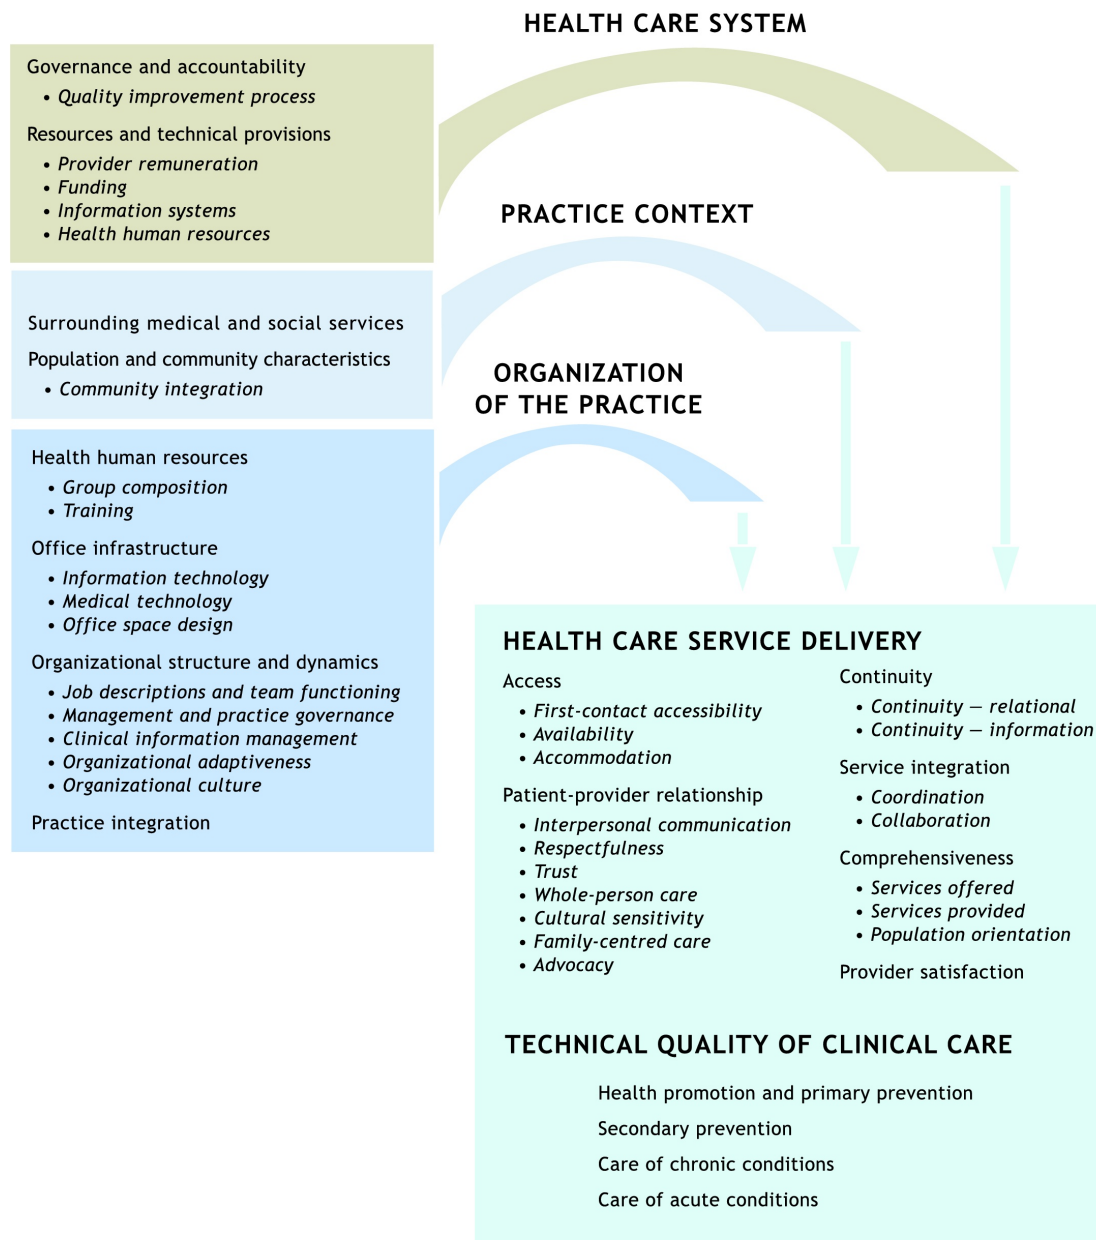 HEALTH CARE SYSTEM
Governance and accountability
• Quality improvement process
Resources and technical provisions
• Provider remuneration
• Funding
• Information systems
• Health human resources
PRACTICE CONTEXT
Surrounding medical and social services
Population and community characteristics
• Community integration
ORGANIZATION
OF THE PRACTICE
Health human resources
• Group composition
• Training
Office infrastructure
• Information technology
• Medical technology
• Office space design
Organizational structure and dynamics
• Job descriptions and team functioning
• Management and practice governance
• Clinical information management
• Organizational adaptiveness
• Organizational culture
Practice integration
HEALTH CARE SERVICE DELIVERY
Access
• First-contact accessibility
• Availability
• Accommodation
Patient-provider relationship
• Interpersonal communication
• Respectfulness
• Trust
• Whole-person care
• Cultural sensitivity
• Family-centred care
• Advocacy
Continuity
• Continuity — relational
• Continuity — information
Service integration
• Coordination
• Collaboration
Comprehensiveness
• Services offered
• Services provided
• Population orientation
Provider satisfaction
TECHNICAL QUALITY OF CLINICAL CARE
Health promotion and primary prevention
Secondary prevention
Care of chronic conditions
Care of acute conditions